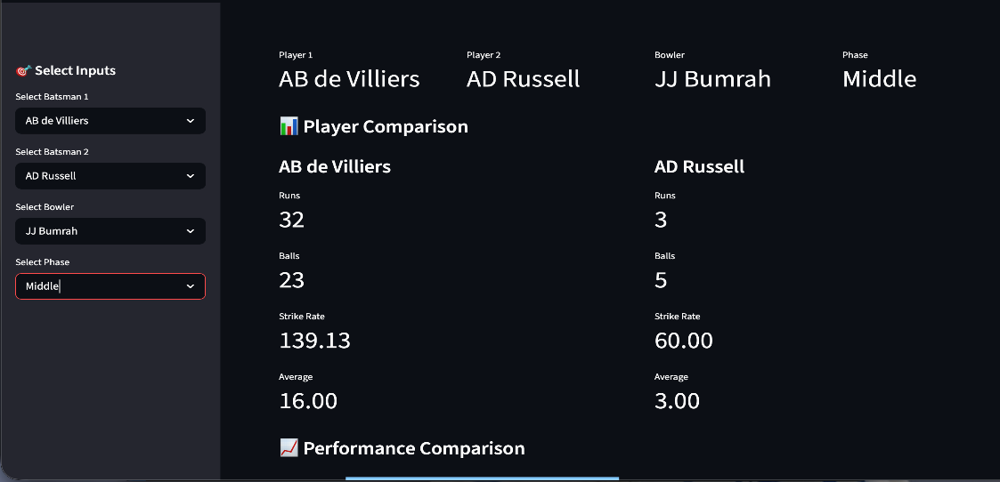 Select Inputs
Select Batsman 1
AB de Villiers
Select Batsman 2
AD Russell
Select Bowler
JJ Bumrah
Select Phase
Middle
Player 1 Player 2 Bowler Phase
AB de Villiers AD Russell JJ Bumrah Middle
Player Comparison
AB de Villiers AD Russell
Runs Runs
32 3
Balls Balls
23 5
Strike Rate Strike Rate
139.13 60.00
Average Average
16.00 3.00
Performance Comparison